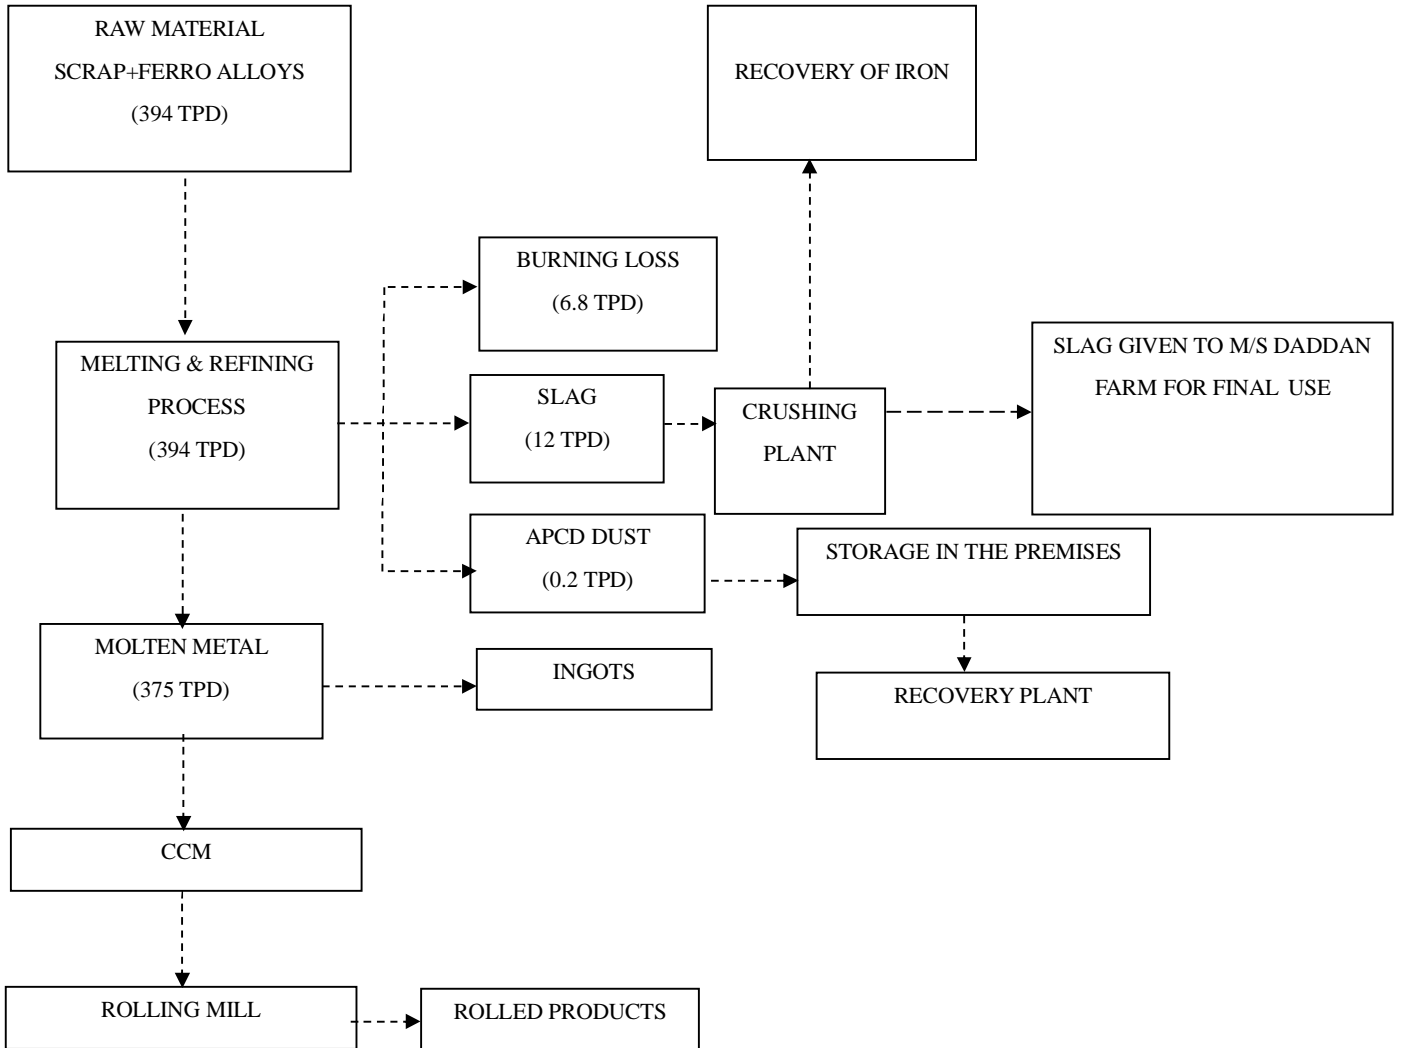 RAW MATERIAL
SCRAP+FERRO ALLOYS
(394 TPD)
RECOVERY OF IRON
BURNING LOSS
(6.8 TPD)
MELTING & REFINING
PROCESS
(394 TPD)
SLAG
(12 TPD)
CRUSHING
PLANT
SLAG GIVEN TO M/S DADDAN
FARM FOR FINAL USE
APCD DUST
(0.2 TPD)
STORAGE IN THE PREMISES
RECOVERY PLANT
MOLTEN METAL
(375 TPD)
INGOTS
CCM
ROLLING MILL
ROLLED PRODUCTS